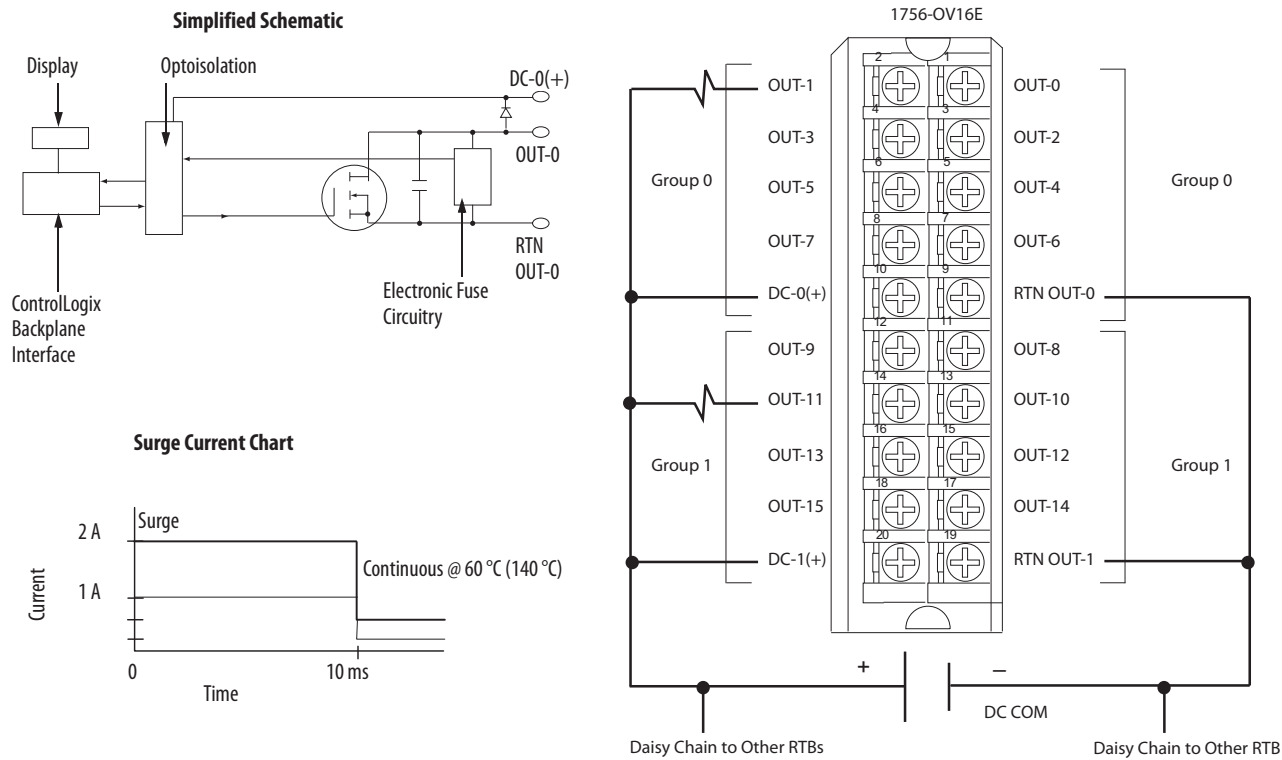 Simplified Schematic
Display
Optoisolation
DC-0(+)
OUT-0
RTN
OUT-0
Electronic Fuse
Circuitry
ControlLogix
Backplane
Interface
Surge Current Chart
Surge
2 A
1 A
Current
Continuous @ 60 °C (140 °C)
0
10 ms
Time
1756-OV16E
OUT-1
2
1
OUT-0
OUT-3
4
3
OUT-2
Group 0
OUT-5
6
5
OUT-4
Group 0
OUT-7
8
7
OUT-6
DC-0(+)
10
9
RTN OUT-0
OUT-9
12
11
OUT-8
OUT-11
14
13
OUT-10
Group 1
OUT-13
16
15
OUT-12
Group 1
OUT-15
18
17
OUT-14
DC-1(+)
20
19
RTN OUT-1
+
–
DC COM
Daisy Chain to Other RTBs
Daisy Chain to Other RTB